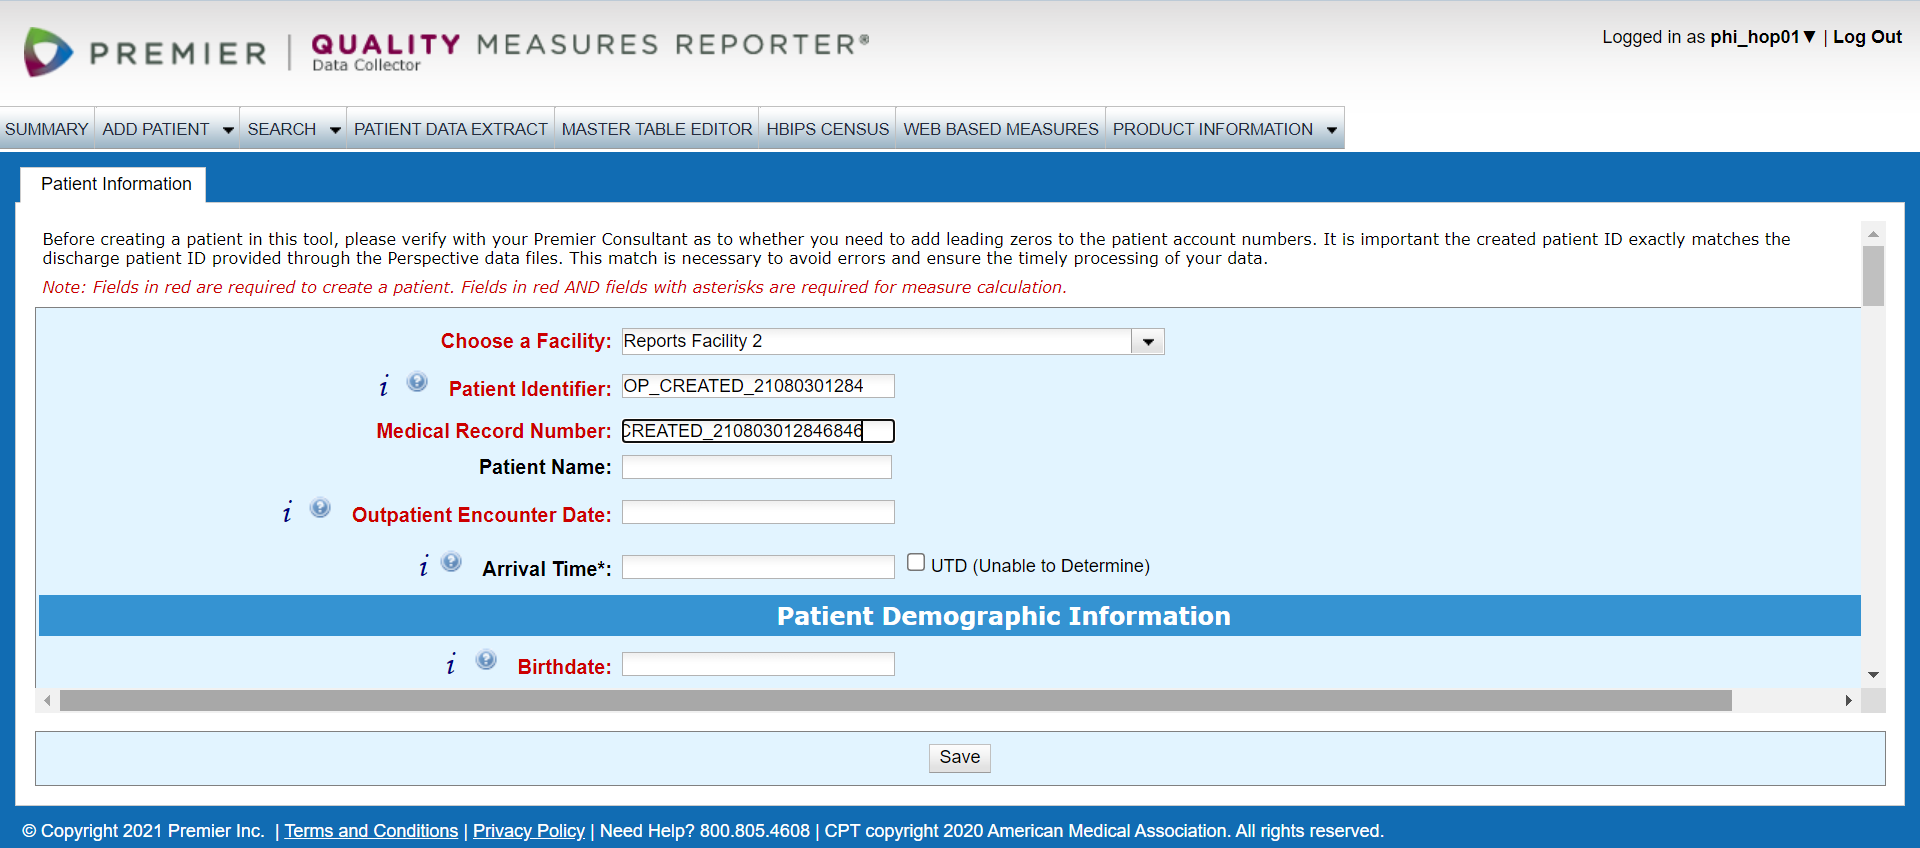 PREMIER | QUALITY MEASURES REPORTER®
Data Collector
Logged in as phi_hop01▼ | Log Out
SUMMARY ADD PATIENT SEARCH PATIENT DATA EXTRACT MASTER TABLE EDITOR HBIPS CENSUS WEB BASED MEASURES PRODUCT INFORMATION
Patient Information
Before creating a patient in this tool, please verify with your Premier Consultant as to whether you need to add leading zeros to the patient account numbers. It is important the created patient ID exactly matches the
discharge patient ID provided through the Perspective data files. This match is necessary to avoid errors and ensure the timely processing of your data.
Note: Fields in red are required to create a patient. Fields in red AND fields with asterisks are required for measure calculation.
Choose a Facility: Reports Facility 2
i ? Patient Identifier: OP_CREATED_21080301284
Medical Record Number: CREATED_210803012846846
Patient Name:
i ? Outpatient Encounter Date:
i ? Arrival Time*: UTD (Unable to Determine)
Patient Demographic Information
i ? Birthdate:
Save
© Copyright 2021 Premier Inc. | Terms and Conditions | Privacy Policy | Need Help? 800.805.4608 | CPT copyright 2020 American Medical Association. All rights reserved.